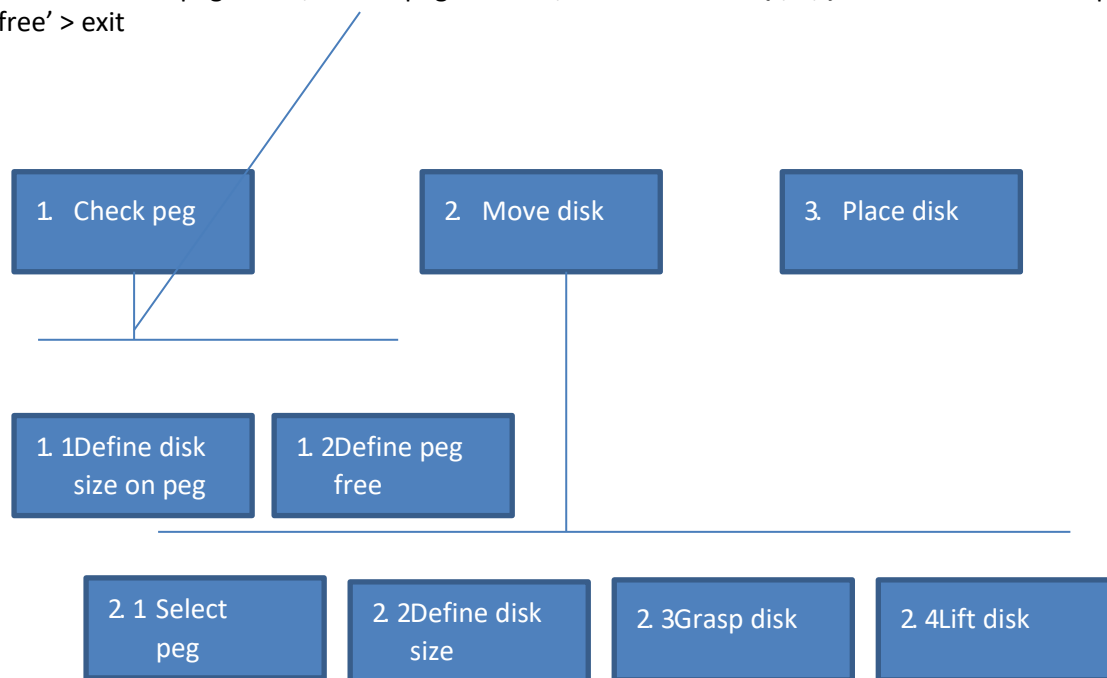 free’ > exit
1. Check peg
2. Move disk
3. Place disk
1. 1Define disk
size on peg
1. 2Define peg
free
2. 1 Select
peg
2. 2Define disk
size
2. 3Grasp disk
2. 4Lift disk